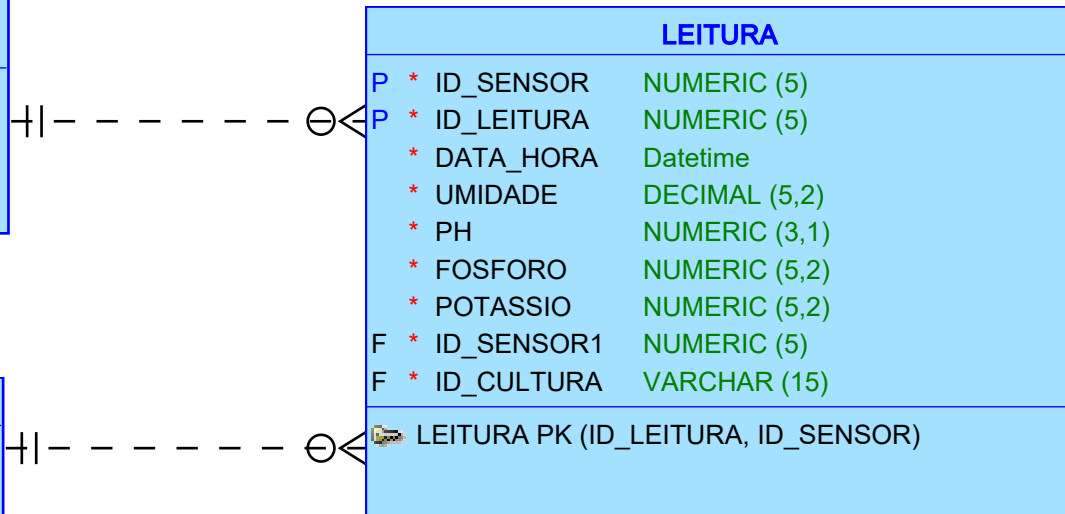 LEITURA
P * ID_SENSOR NUMERIC (5)
P * ID_LEITURA NUMERIC (5)
* DATA_HORA Datetime
* UMIDADE DECIMAL (5,2)
* PH NUMERIC (3,1)
* FOSFORO NUMERIC (5,2)
* POTASSIO NUMERIC (5,2)
F * ID_SENSOR1 NUMERIC (5)
F * ID_CULTURA VARCHAR (15)
LEITURA PK (ID_LEITURA, ID_SENSOR)